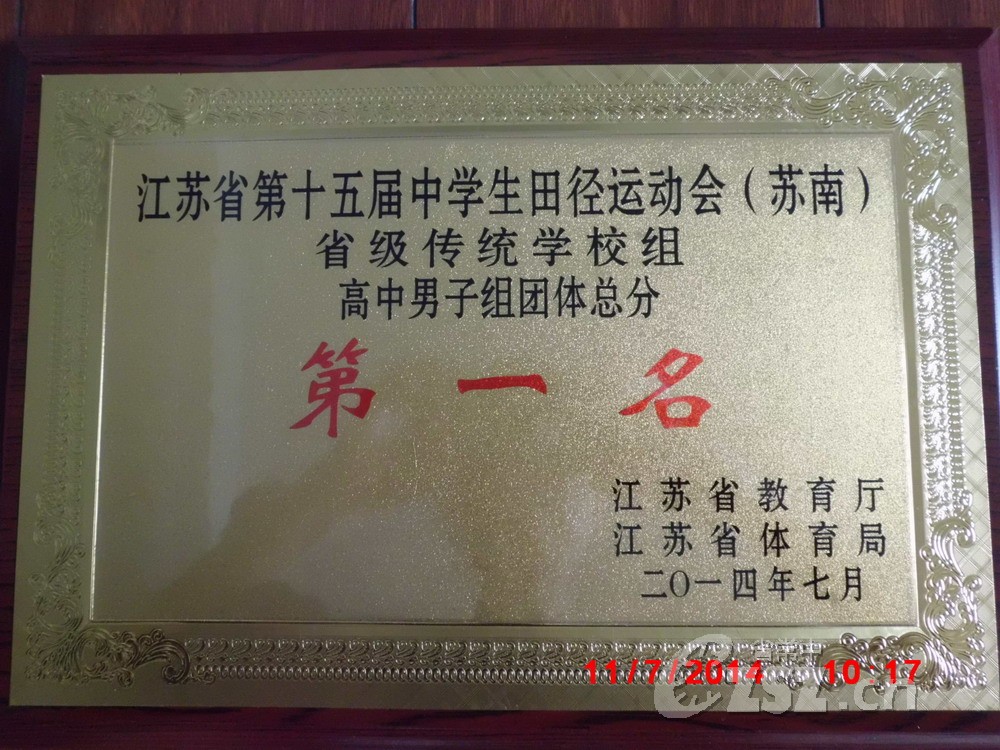 江苏省第十五届中学生田径运动会（苏南）
省级传统学校组
高中男子组团体总分
第一名
江苏省教育厅
江苏省体育局
二〇一四年七月
11/7/2014 10:17